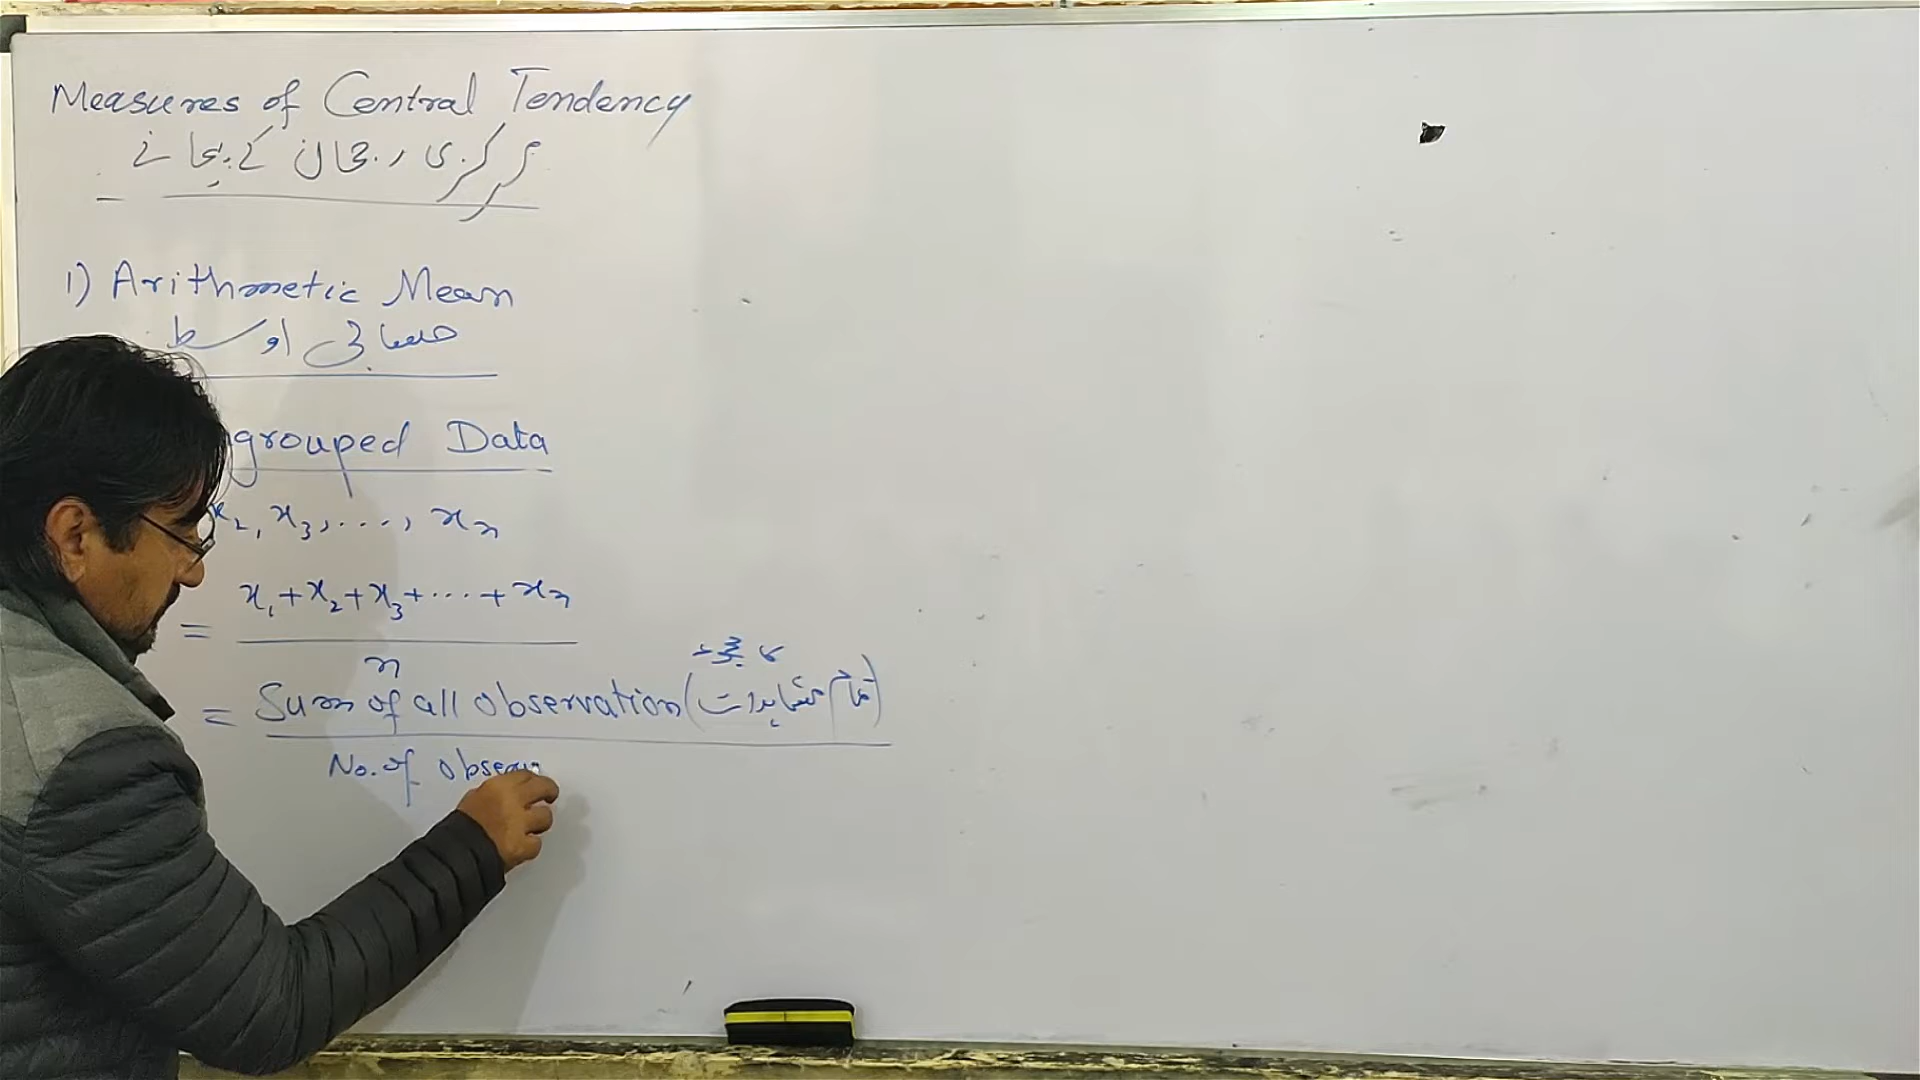 Measures of Central Tendency
مرکزی رجحان کے پیمانے
1) Arithmetic Mean
حسابی اوسط
grouped Data
x₂, x₃, ..., xₙ
x₁ + x₂ + x₃ + ... + xₙ
=
n
کا مجموعہ
= Sum of all observation (تمام مشاہدات)
No. of observ